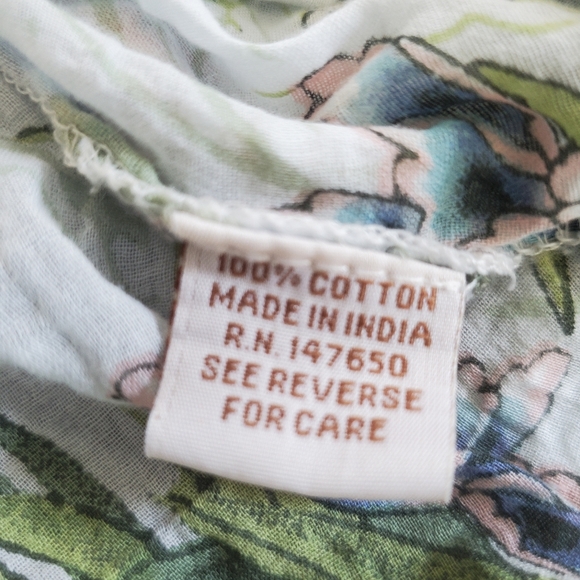 100% COTTON
MADE IN INDIA
R.N. 147650
SEE REVERSE
FOR CARE